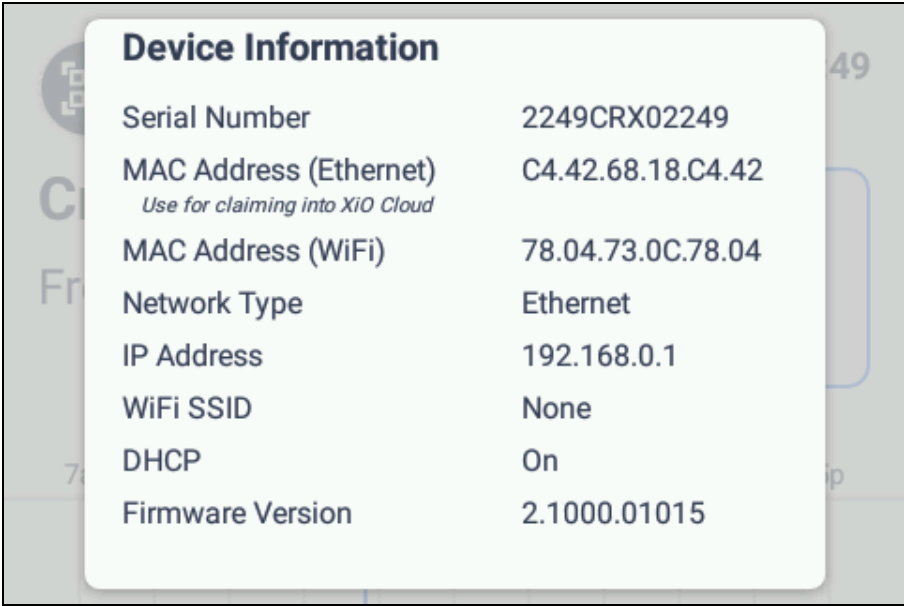 Device Information
49
Serial Number 2249CRX02249
MAC Address (Ethernet) C4.42.68.18.C4.42
Use for claiming into XiO Cloud
MAC Address (WiFi) 78.04.73.0C.78.04
Network Type Ethernet
IP Address 192.168.0.1
WiFi SSID None
DHCP On
Firmware Version 2.1000.01015